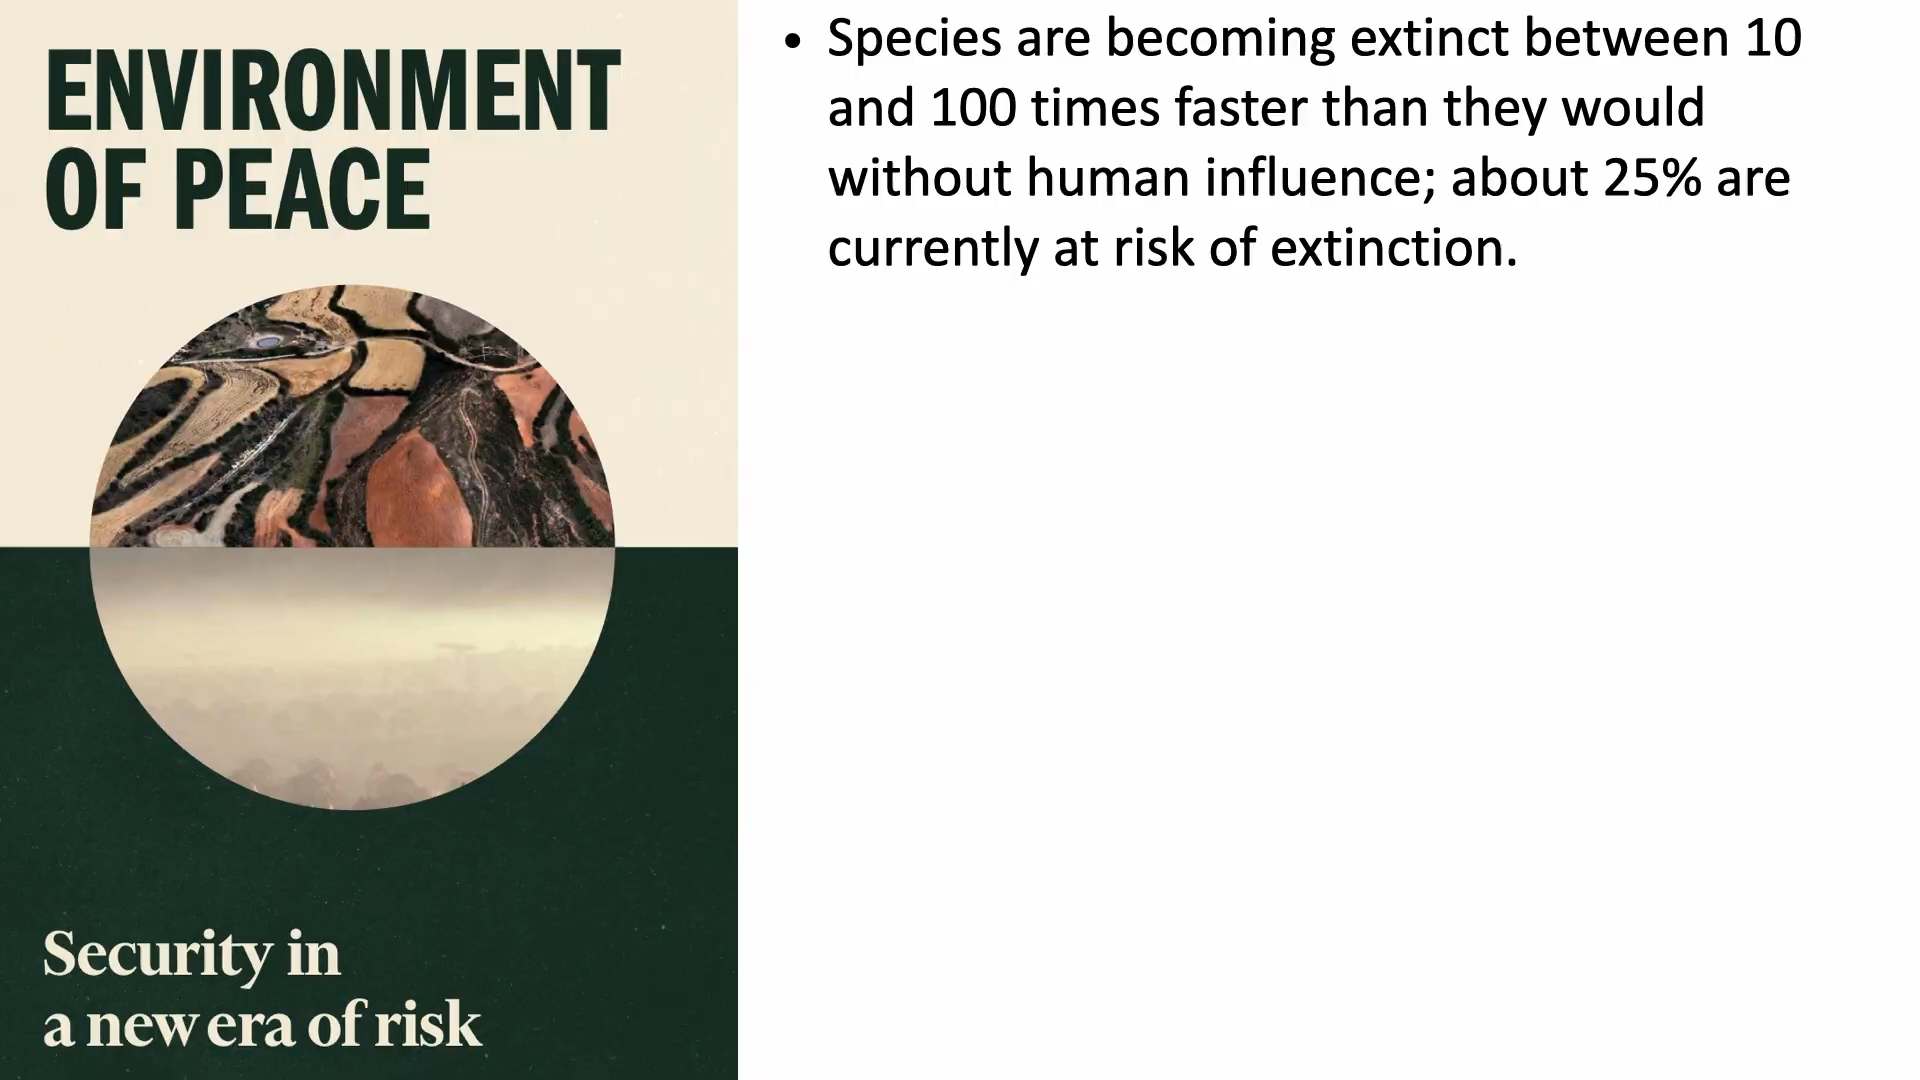 ENVIRONMENT
OF PEACE
Security in
a new era of risk
• Species are becoming extinct between 10
and 100 times faster than they would
without human influence; about 25% are
currently at risk of extinction.